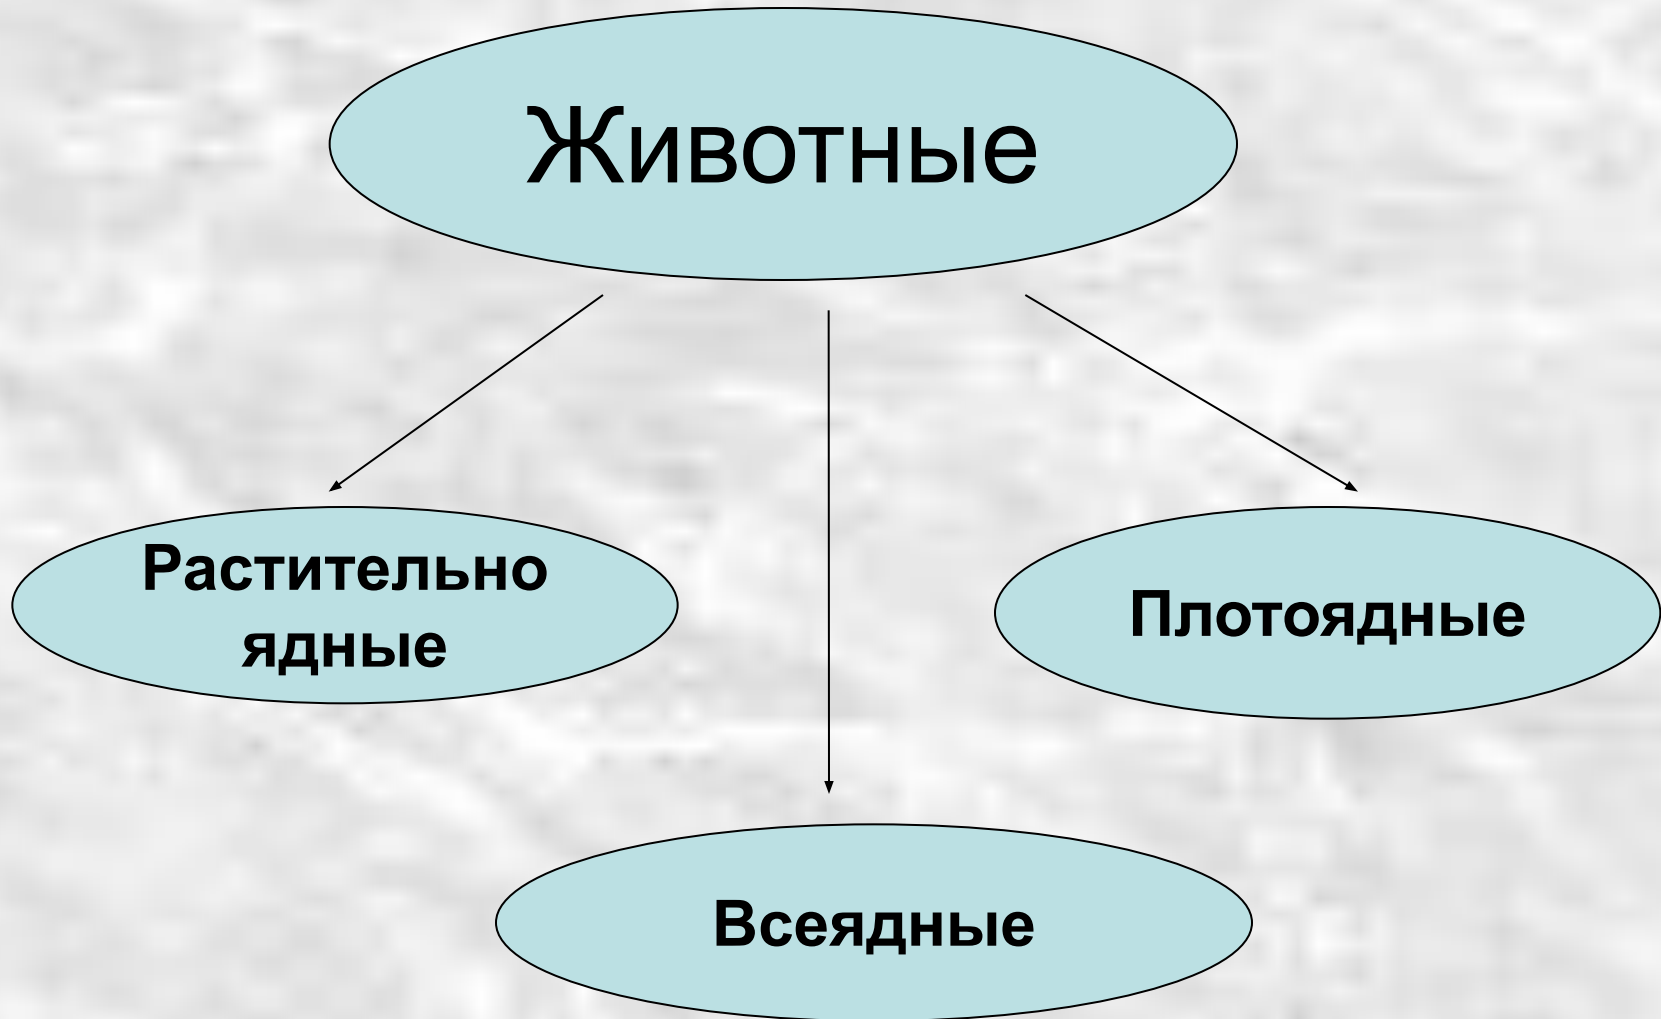 Животные
Растительно
ядные
Плотоядные
Всеядные